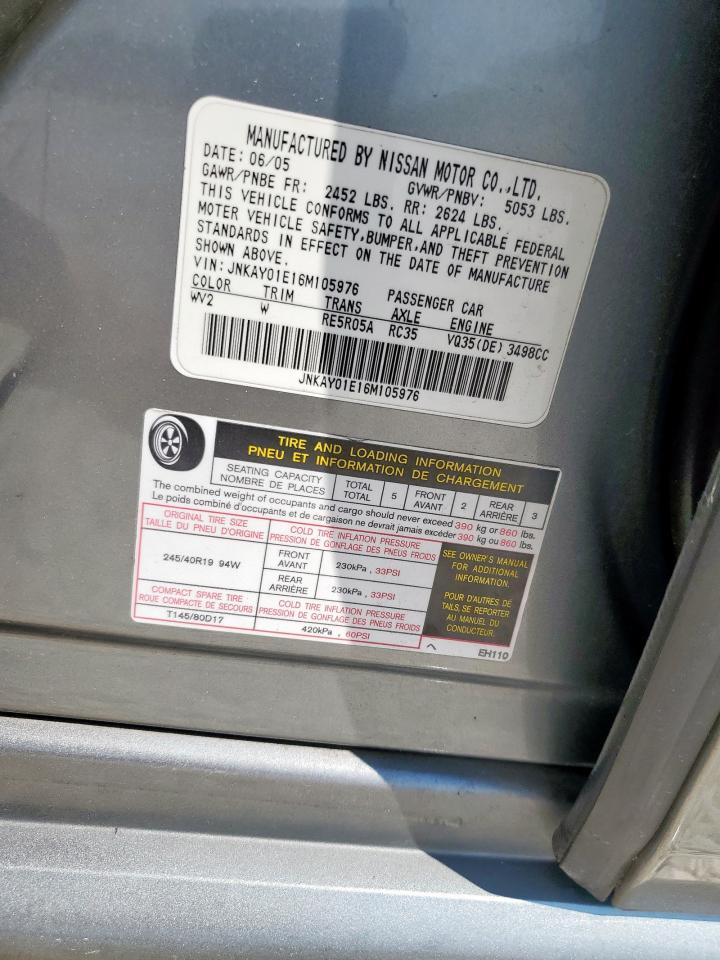 MANUFACTURED BY NISSAN MOTOR CO.,LTD.
DATE: 06/05 GVWR/PNBV: 5053 LBS.
GAWR/PNBE FR: 2452 LBS. RR: 2624 LBS.
THIS VEHICLE CONFORMS TO ALL APPLICABLE FEDERAL
MOTER VEHICLE SAFETY,BUMPER,AND THEFT PREVENTION
STANDARDS IN EFFECT ON THE DATE OF MANUFACTURE
SHOWN ABOVE.
VIN: JNKAY01E16M105976 PASSENGER CAR
COLOR TRIM TRANS AXLE ENGINE
WV2 W RE5R05A RC35 VQ35(DE) 3498CC
JNKAY01E16M105976
TIRE AND LOADING INFORMATION
PNEU ET INFORMATION DE CHARGEMENT
SEATING CAPACITY TOTAL 5 FRONT 2 REAR 3
NOMBRE DE PLACES TOTAL AVANT ARRIÈRE
The combined weight of occupants and cargo should never exceed 390 kg or 860 lbs.
Le poids combiné d'occupants et de cargaison ne devrait jamais excéder 390 kg ou 860 lbs.
ORIGINAL TIRE SIZE
TAILLE DU PNEU D'ORIGINE
COLD TIRE INFLATION PRESSURE
PRESSION DE GONFLAGE DES PNEUS FROIDS
245/40R19 94W
FRONT
AVANT
230kPa , 33PSI
REAR
ARRIÈRE
230kPa , 33PSI
COMPACT SPARE TIRE :
ROUE COMPACTE DE SECOURS
COLD TIRE INFLATION PRESSURE
PRESSION DE GONFLAGE DES PNEUS FROIDS
T145/80D17
420kPa , 60PSI
SEE OWNER'S MANUAL
FOR ADDITIONAL
INFORMATION.
POUR D'AUTRES DE
TAILS, SE REPORTER
AU MANUEL DU
CONDUCTEUR.
EH110